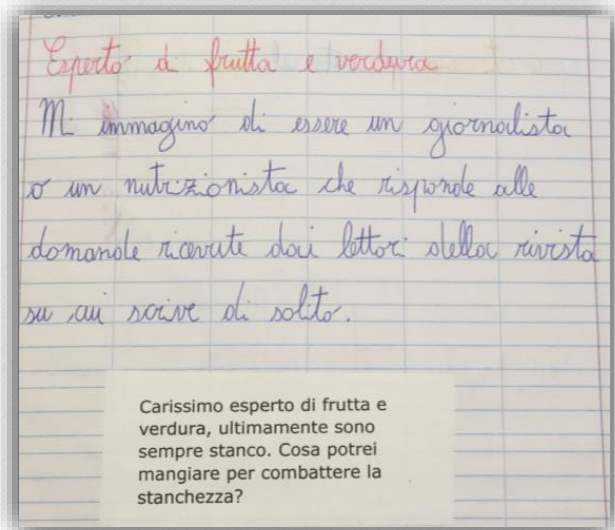 Esperto di frutta e verdura
Mi immagino di essere un giornalista
o un nutrizionista che risponde alle
domande ricevute dai lettori della rivista
su cui scrive di solito.
Carissimo esperto di frutta e
verdura, ultimamente sono
sempre stanco. Cosa potrei
mangiare per combattere la
stanchezza?